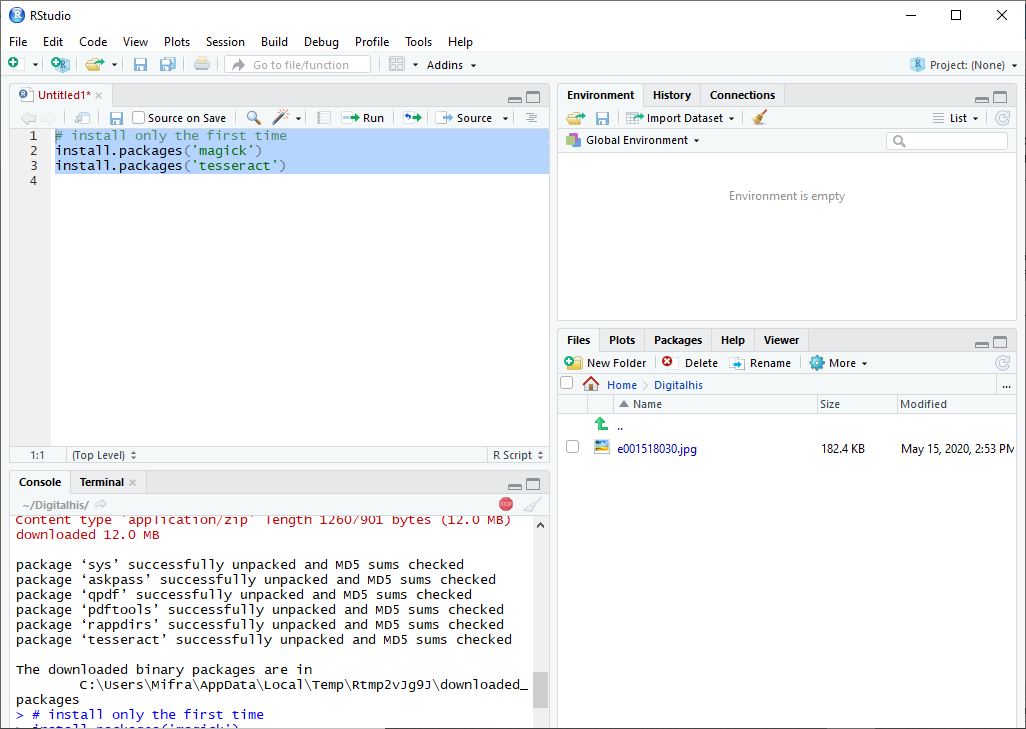 RStudio
File Edit Code View Plots Session Build Debug Profile Tools Help
Go to file/function Addins Project: (None)
Untitled1*
Source on Save Run Source
1 # install only the first time
2 install.packages('magick')
3 install.packages('tesseract')
4
1:1 (Top Level) R Script
Console Terminal
~/Digitalhis/
Content type 'application/zip' length 12607901 bytes (12.0 MB)
downloaded 12.0 MB
package ‘sys’ successfully unpacked and MD5 sums checked
package ‘askpass’ successfully unpacked and MD5 sums checked
package ‘qpdf’ successfully unpacked and MD5 sums checked
package ‘pdftools’ successfully unpacked and MD5 sums checked
package ‘rappdirs’ successfully unpacked and MD5 sums checked
package ‘tesseract’ successfully unpacked and MD5 sums checked
The downloaded binary packages are in
C:\Users\Mifra\AppData\Local\Temp\Rtmp2vJg9J\downloaded_
packages
> # install only the first time
> install.packages('magick')
Environment History Connections
Import Dataset List
Global Environment
Environment is empty
Files Plots Packages Help Viewer
New Folder Delete Rename More
Home Digitalhis ...
Name Size Modified
..
e001518030.jpg 182.4 KB May 15, 2020, 2:53 PM